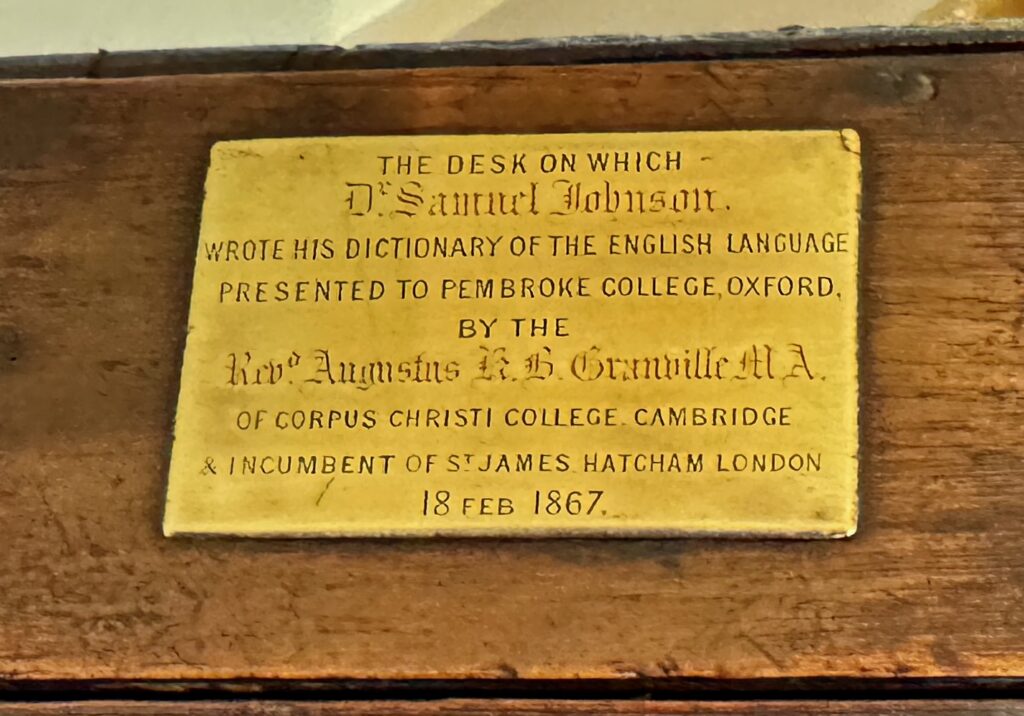 THE DESK ON WHICH
Dr. Samuel Johnson.
WROTE HIS DICTIONARY OF THE ENGLISH LANGUAGE
PRESENTED TO PEMBROKE COLLEGE, OXFORD,
BY THE
Revd. Augustus K. B. Granville M A.
OF CORPUS CHRISTI COLLEGE. CAMBRIDGE
& INCUMBENT OF ST JAMES HATCHAM LONDON
18 FEB 1867.